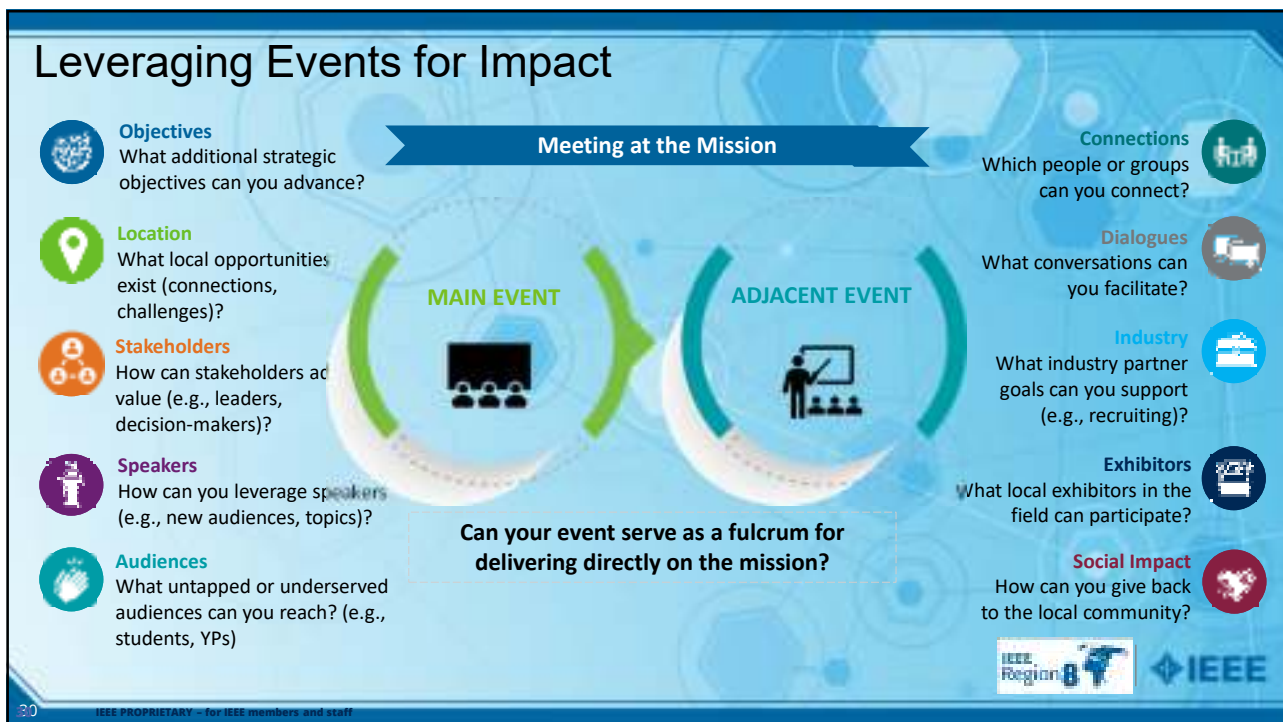 Leveraging Events for Impact
Objectives
What additional strategic
objectives can you advance?
Location
What local opportunities
exist (connections,
challenges)?
Stakeholders
How can stakeholders ad
value (e.g., leaders,
decision-makers)?
Speakers
How can you leverage speakers
(e.g., new audiences, topics)?
Audiences
What untapped or underserved
audiences can you reach? (e.g.,
students, YPs)
Meeting at the Mission
MAIN EVENT
ADJACENT EVENT
Can your event serve as a fulcrum for
delivering directly on the mission?
Connections
Which people or groups
can you connect?
Dialogues
What conversations can
you facilitate?
Industry
What industry partner
goals can you support
(e.g., recruiting)?
Exhibitors
What local exhibitors in the
field can participate?
Social Impact
How can you give back
to the local community?
IEEE
Region 8
IEEE
IEEE PROPRIETARY – for IEEE members and staff